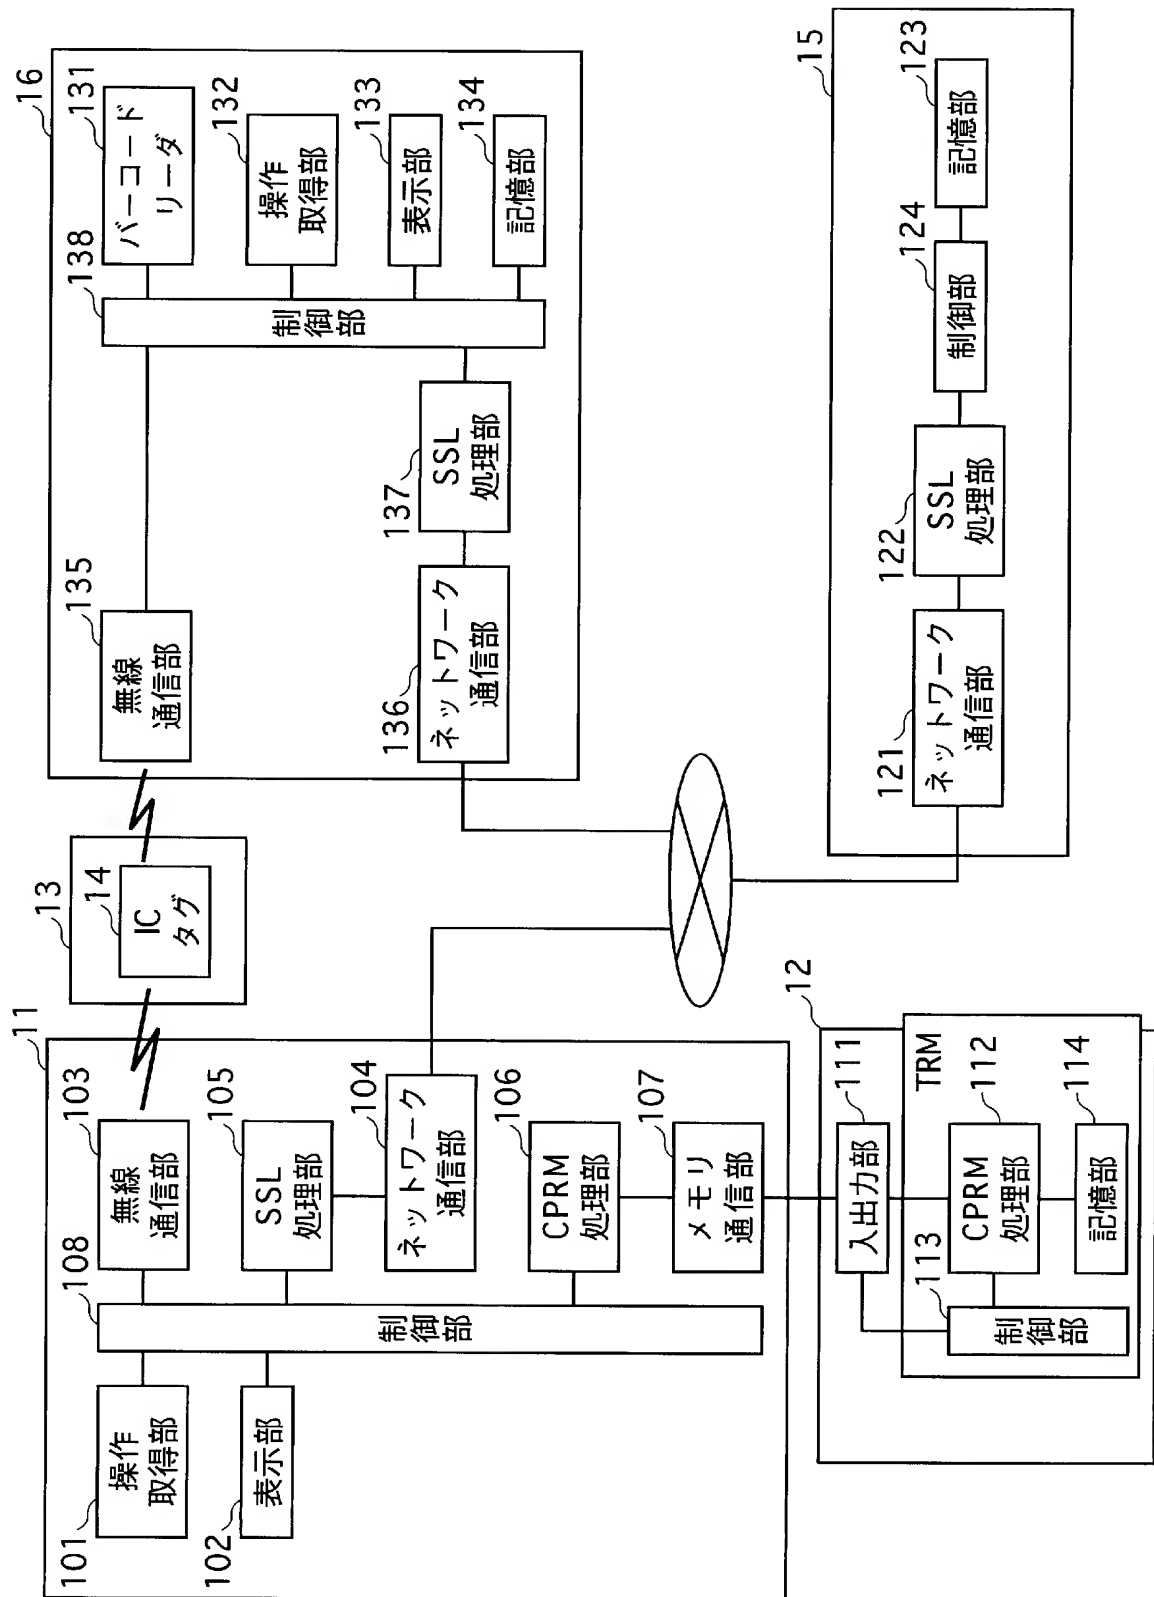 11
101
操作
取得部
102
表示部
108
制御部
103
無線
通信部
105
SSL
処理部
104
ネットワーク
通信部
106
CPRM
処理部
107
メモリ
通信部
13
14
IC
タグ
16
135
無線
通信部
138
制御部
131
バーコード
リーダ
132
操作
取得部
133
表示部
134
記憶部
137
SSL
処理部
136
ネットワーク
通信部
12
111
入出力部
TRM
113
制御部
112
CPRM
処理部
114
記憶部
15
121
ネットワーク
通信部
122
SSL
処理部
124
制御部
123
記憶部